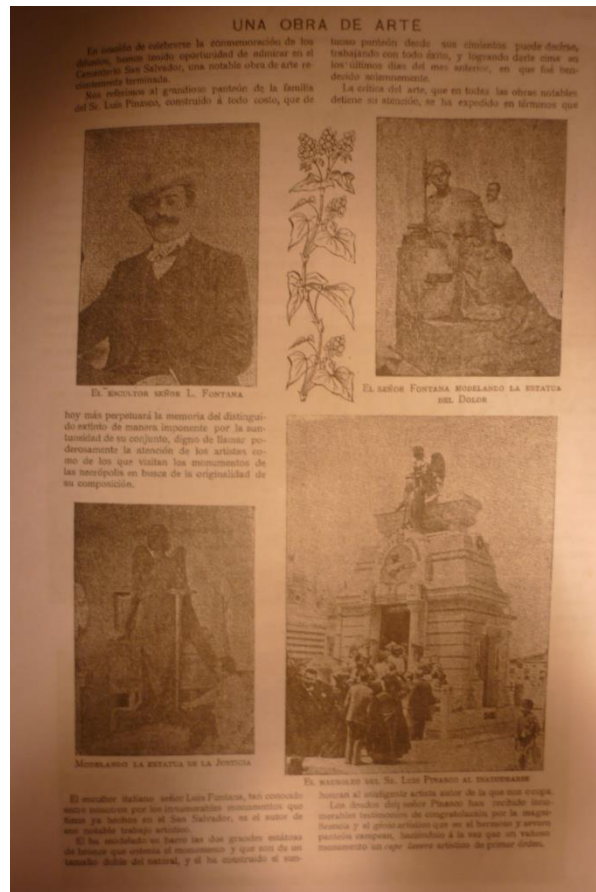 UNA OBRA DE ARTE
En ocasión de celebrarse la conmemoración de los
difuntos, hemos tenido oportunidad de admirar en el
Cementerio San Salvador, una notable obra de arte re-
cientemente terminada.
Nos referimos al grandioso panteón de la familia
del Sr. Luis Pinasco, construido á todo costo, que de
hoy más perpetuará la memoria del distingui-
do extinto de manera imponente por la sun-
tuosidad de su conjunto, digno de llamar po-
derosamente la atención de los artistas co-
mo de los que visitan los monumentos de
las necrópolis en busca de la originalidad de
su composición.
tuoso panteón desde sus cimientos puede decirse,
trabajando con todo éxito, y logrando darle cima en
los últimos días del mes anterior, en que fué ben-
decido solemnemente.
La crítica del arte, que en todas las obras notables
detiene su atención, se ha expedido en términos que
EL ESCULTOR SEÑOR L. FONTANA
EL SEÑOR FONTANA MODELANDO LA ESTATUA
DEL DOLOR
MODELANDO LA ESTATUA DE LA JUSTICIA
EL MAUSOLEO DEL SR. LUIS PINASCO AL INAUGURARSE
El escultor italiano señor Luis Fontana, tan conocido
entre nosotros por los innumerables monumentos que
tiene ya hechos en el San Salvador, es el autor de
ese notable trabajo artístico.
El ha modelado en barro las dos grandes estátuas
de bronce que ostenta el monumento y que son de un
tamaño doble del natural, y él ha construido el sun-
honran al inteligente artista autor de la que nos ocupa.
Los deudos del señor Pinasco han recibido innu-
merables testimonios de congratulación por la magni-
ficencia y el genio artístico que en el hermoso y severo
panteón campean, haciéndose á la vez que un valioso
monumento un capo lavoro artístico de primer órden.